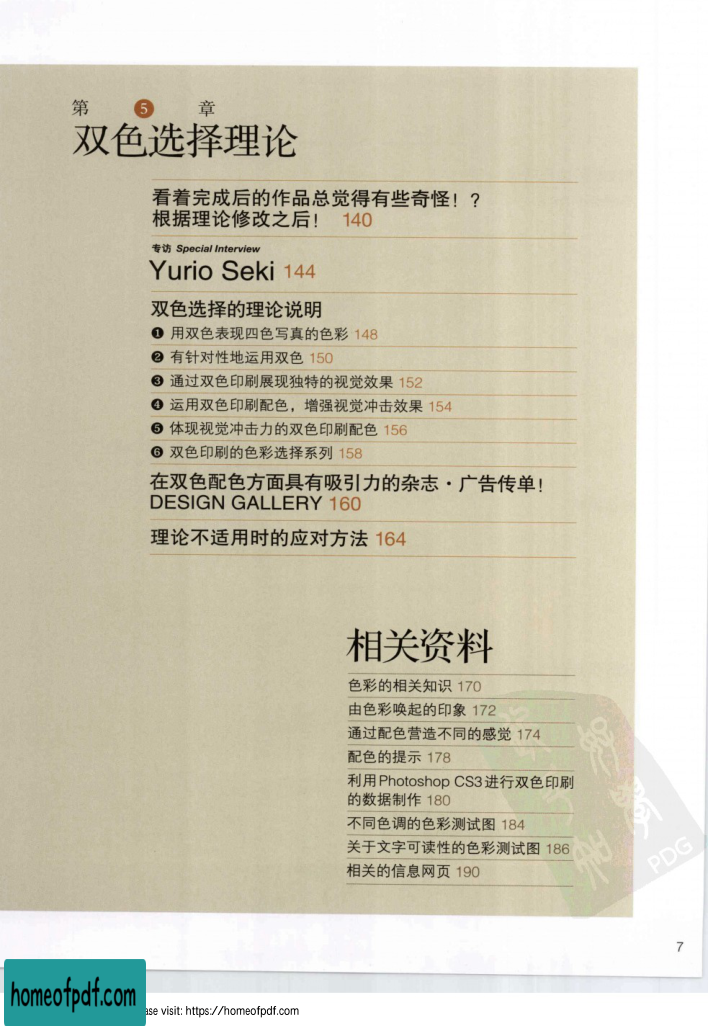 第 5 章
双色选择理论
看着完成后的作品总觉得有些奇怪！？
根据理论修改之后！ 140
专访 Special Interview
Yurio Seki 144
双色选择的理论说明
❶ 用双色表现四色写真的色彩 148
❷ 有针对性地运用双色 150
❸ 通过双色印刷展现独特的视觉效果 152
❹ 运用双色印刷配色，增强视觉冲击效果 154
❺ 体现视觉冲击力的双色印刷配色 156
❻ 双色印刷的色彩选择系列 158
在双色配色方面具有吸引力的杂志・广告传单！
DESIGN GALLERY 160
理论不适用时的应对方法 164
相关资料
色彩的相关知识 170
由色彩唤起的印象 172
通过配色营造不同的感觉 174
配色的提示 178
利用Photoshop CS3进行双色印刷
的数据制作 180
不同色调的色彩测试图 184
关于文字可读性的色彩测试图 186
相关的信息网页 190
PDG
7
homeofpdf.com
visit: https://homeofpdf.com